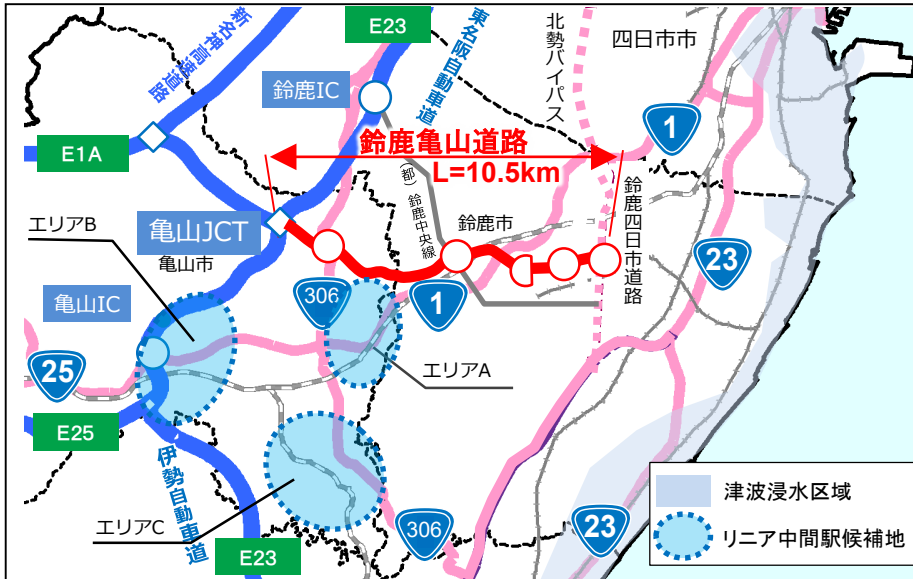 E23
新名神高速道路
東名阪自動車道
北勢バイパス
四日市市
鈴鹿IC
1
E1A
鈴鹿亀山道路
L=10.5km
(都)鈴鹿中央線
鈴鹿四日市道路
エリアB
亀山JCT
亀山市
鈴鹿市
23
亀山IC
306
1
25
エリアA
E25
伊勢自動車道
エリアC
E23
306
23
津波浸水区域
リニア中間駅候補地